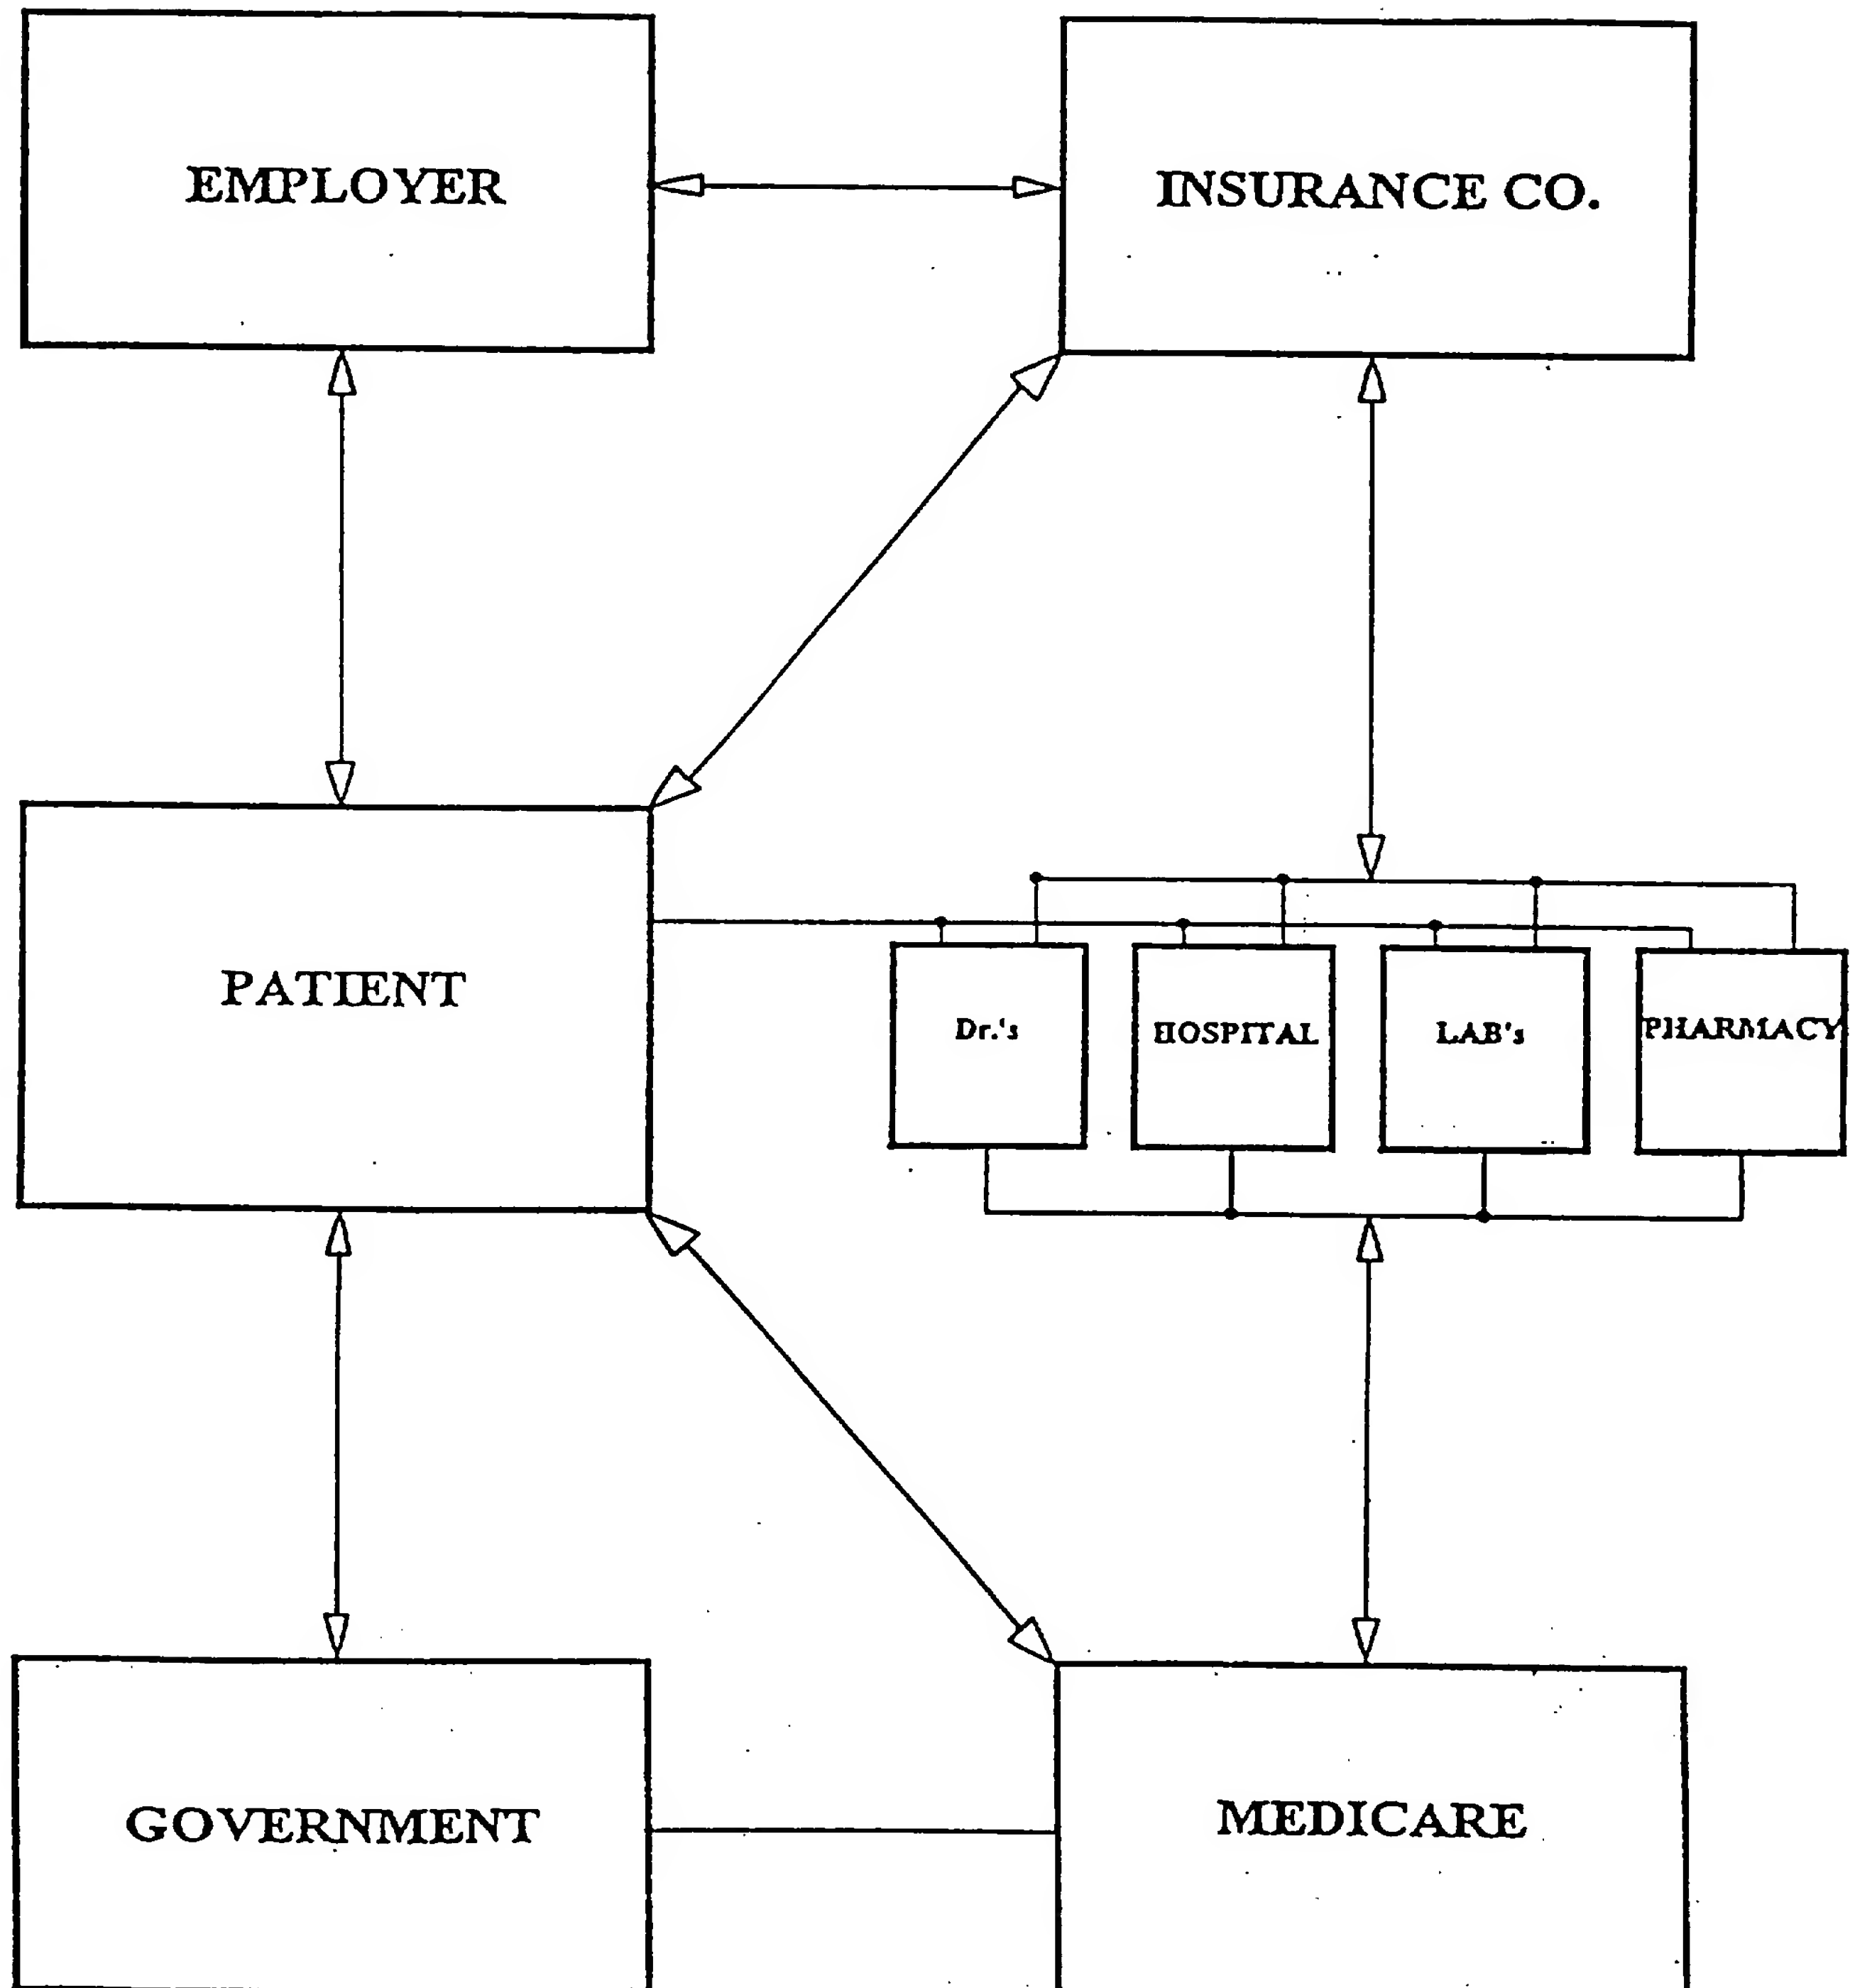 EMPLOYER
INSURANCE CO.
PATIENT
Dr.'s
HOSPITAL
LAB's
PHARMACY
GOVERNMENT
MEDICARE